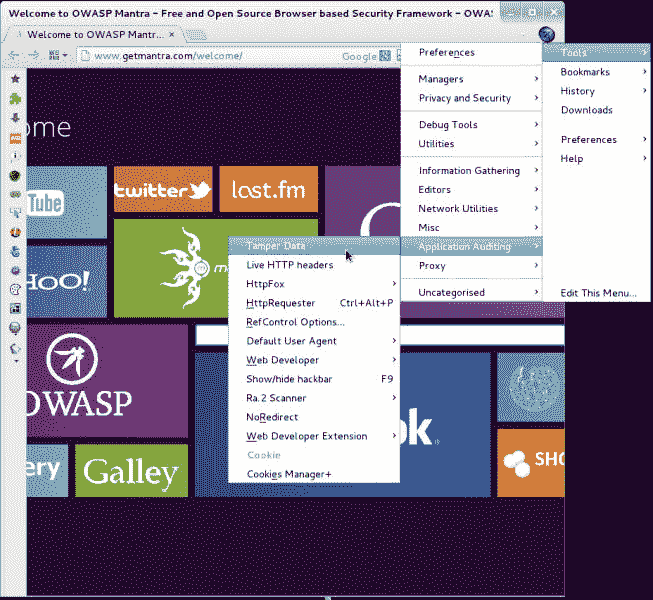 Welcome to OWASP Mantra – Free and Open Source Browser based Security Framework – OWAS
Welcome to OWASP Mantr...
www.getmantra.com/welcome/
Google
ome
Tube
twitter
last.fm
HOO!
m
OWASP
ery
Galley
ok.
SHO
Preferences
Managers
Privacy and Security
Debug Tools
Utilities
Information Gathering
Editors
Network Utilities
Misc
Application Auditing
Proxy
Uncategorised
Tools
Bookmarks
History
Downloads
Preferences
Help
Edit This Menu...
Tamper Data
Live HTTP headers
HttpFox
HttpRequester Ctrl+Alt+P
RefControl Options...
Default User Agent
Web Developer
Show/hide hackbar F9
Ra.2 Scanner
NoRedirect
Web Developer Extension
Cookie
Cookies Manager+